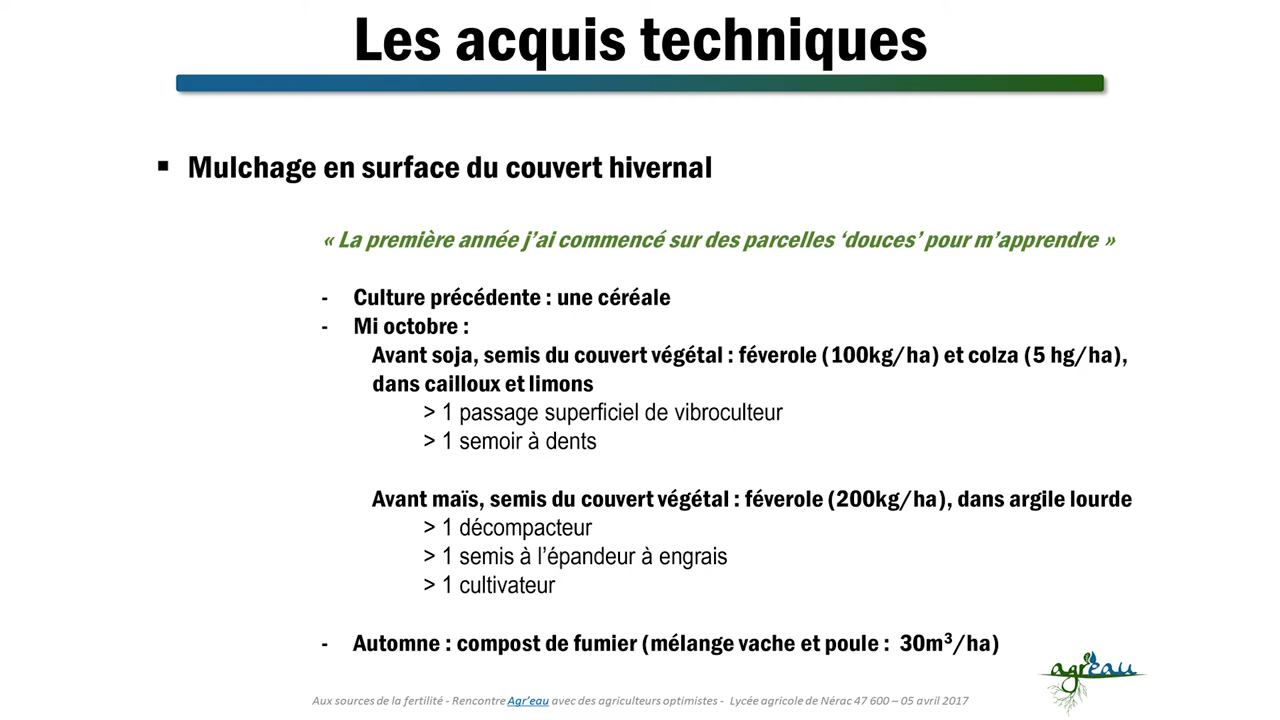 Les acquis techniques
▪ Mulchage en surface du couvert hivernal
« La première année j'ai commencé sur des parcelles 'douces' pour m'apprendre »
- Culture précédente : une céréale
- Mi octobre :
Avant soja, semis du couvert végétal : féverole (100kg/ha) et colza (5 hg/ha),
dans cailloux et limons
> 1 passage superficiel de vibroculteur
> 1 semoir à dents
Avant maïs, semis du couvert végétal : féverole (200kg/ha), dans argile lourde
> 1 décompacteur
> 1 semis à l'épandeur à engrais
> 1 cultivateur
- Automne : compost de fumier (mélange vache et poule : 30m³/ha)
agr'eau
Aux sources de la fertilité - Rencontre Agr'eau avec des agriculteurs optimistes - Lycée agricole de Nérac 47 600 – 05 avril 2017